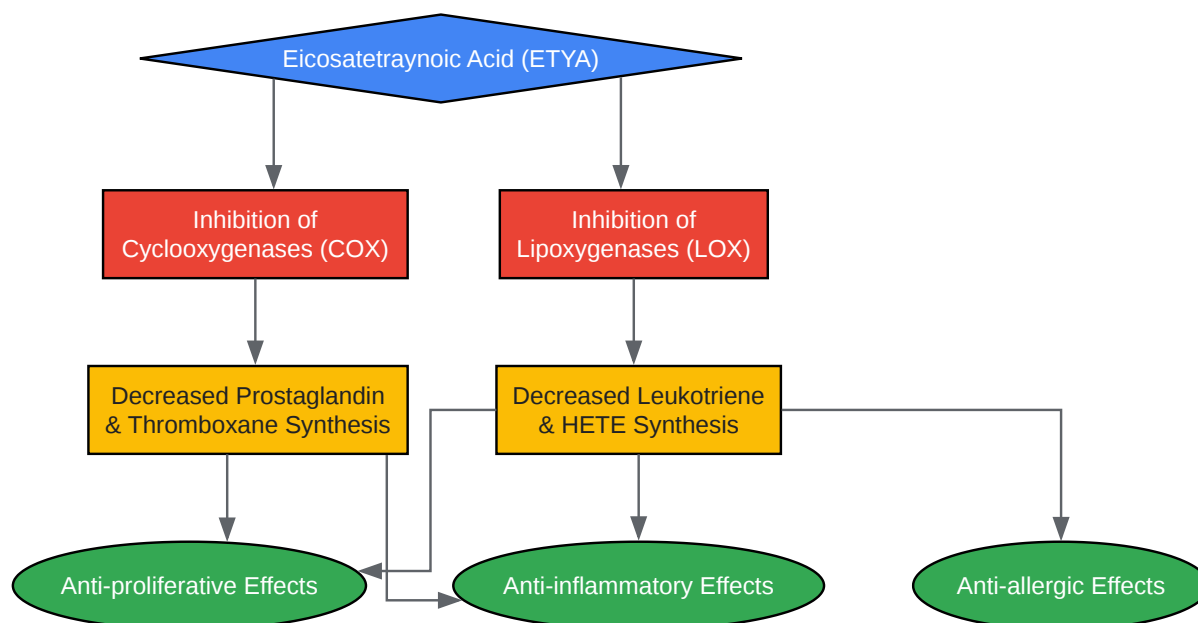 Eicosatetraynoic Acid (ETYA)
Inhibition of
Cyclooxygenases (COX)
Inhibition of
Lipoxygenases (LOX)
Decreased Prostaglandin
& Thromboxane Synthesis
Decreased Leukotriene
& HETE Synthesis
Anti-proliferative Effects
Anti-inflammatory Effects
Anti-allergic Effects